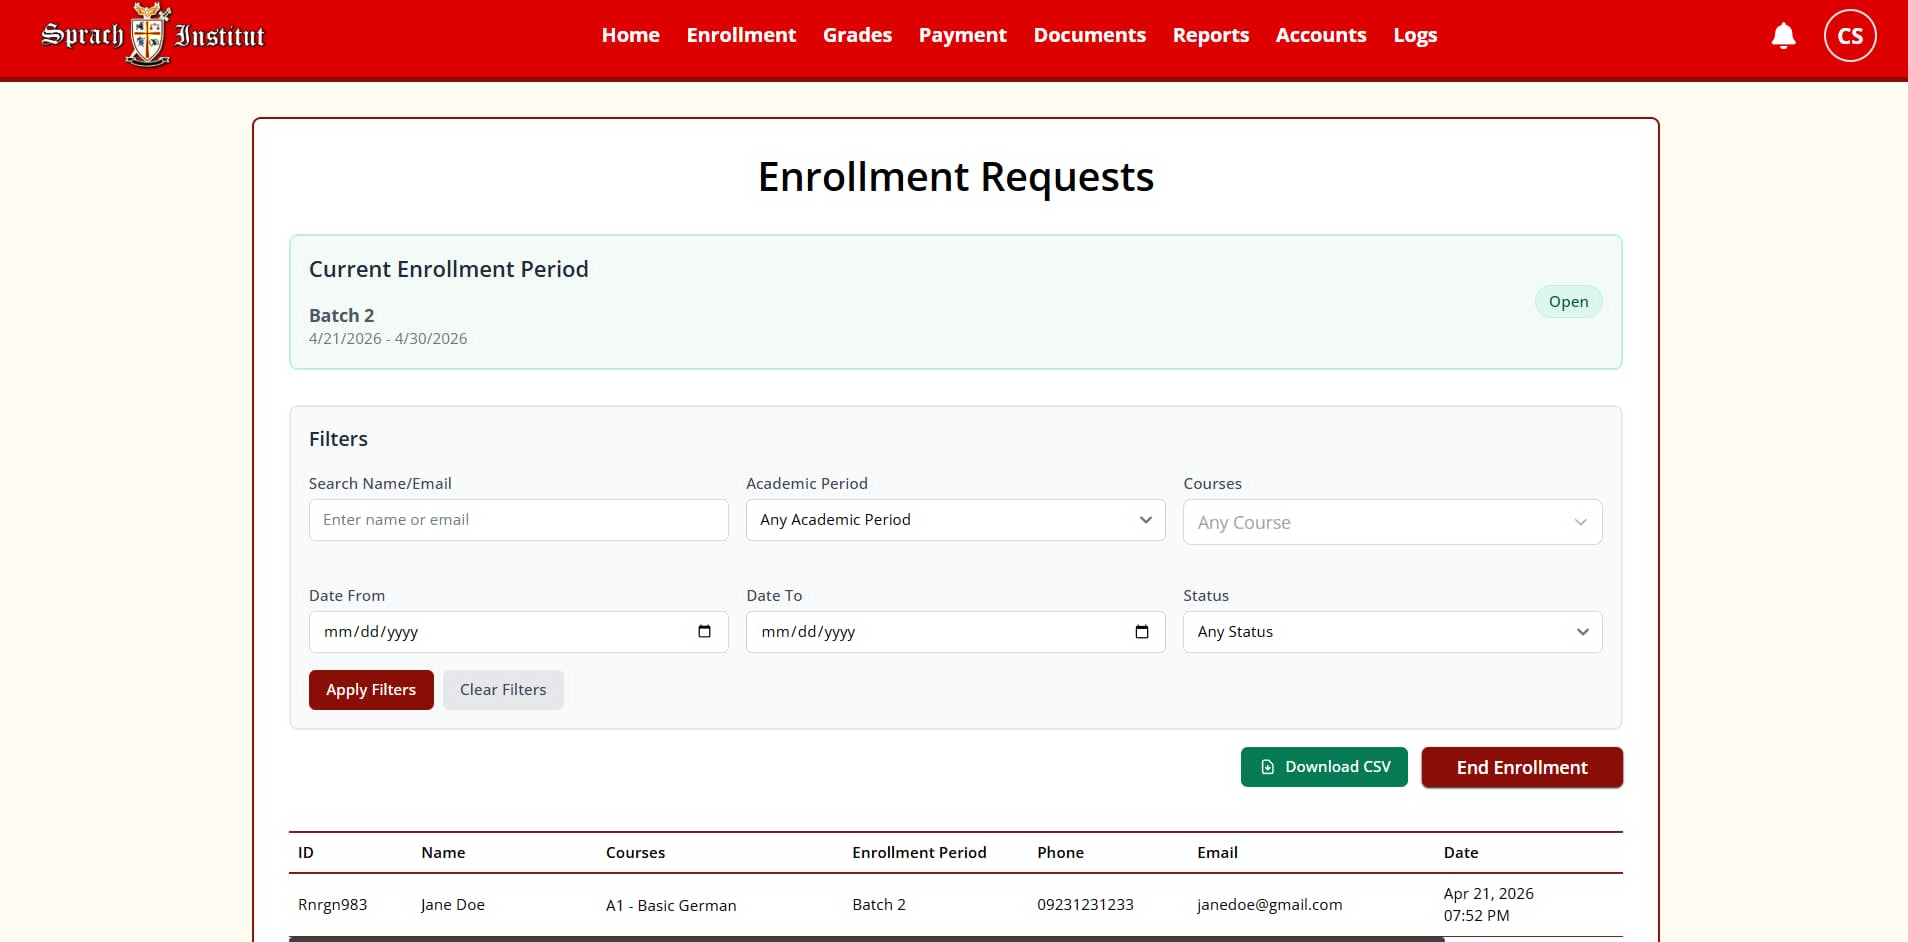 Sprach Institut
Home Enrollment Grades Payment Documents Reports Accounts Logs
CS
Enrollment Requests
Current Enrollment Period
Batch 2
4/21/2026 - 4/30/2026
Open
Filters
Search Name/Email Academic Period Courses
Enter name or email Any Academic Period Any Course
Date From Date To Status
mm/dd/yyyy mm/dd/yyyy Any Status
Apply Filters Clear Filters
Download CSV End Enrollment
ID Name Courses Enrollment Period Phone Email Date
Rnrgn983 Jane Doe A1 - Basic German Batch 2 09231231233 janedoe@gmail.com Apr 21, 2026
07:52 PM